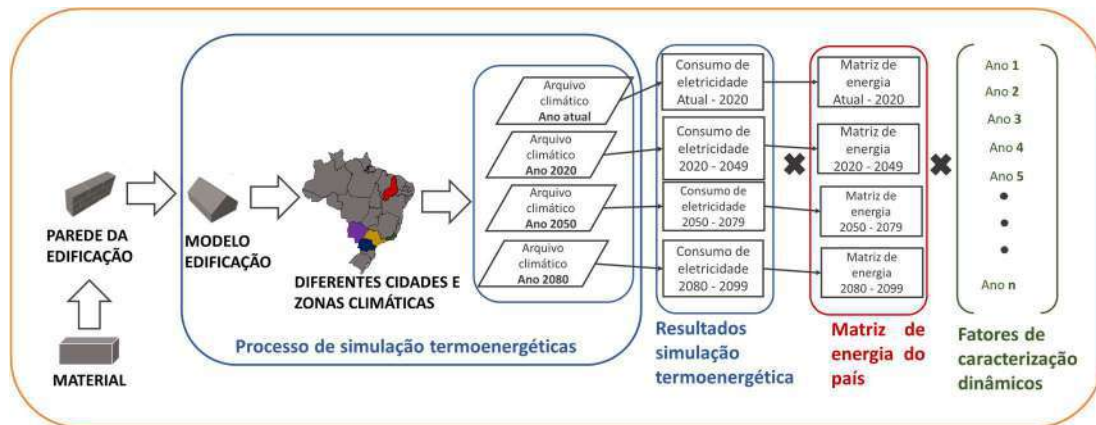 PAREDE DA
EDIFICAÇÃO
MATERIAL
MODELO
EDIFICAÇÃO
DIFERENTES CIDADES E
ZONAS CLIMÁTICAS
Arquivo
climático
Ano atual
Arquivo
climático
Ano 2020
Arquivo
climático
Ano 2050
Arquivo
climático
Ano 2080
Processo de simulação termoenergéticas
Consumo de
eletricidade
Atual - 2020
Consumo de
eletricidade
2020 - 2049
Consumo de
eletricidade
2050 - 2079
Consumo de
eletricidade
2080 - 2099
Resultados
simulação
termoenergética
Matriz de
energia
Atual - 2020
Matriz de
energia
2020 - 2049
Matriz de
energia
2050 - 2079
Matriz de
energia
2080 - 2099
Matriz de
energia do
país
Ano 1
Ano 2
Ano 3
Ano 4
Ano 5
Ano n
Fatores de
caracterização
dinâmicos